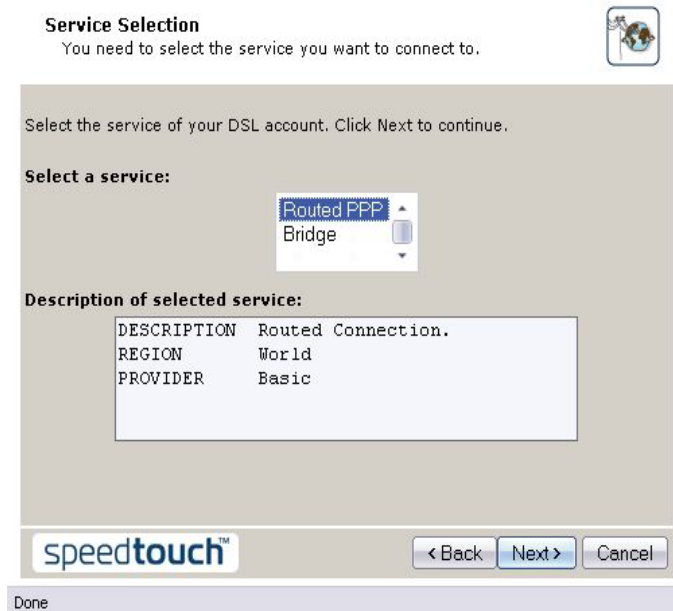 Service Selection
You need to select the service you want to connect to.
Select the service of your DSL account. Click Next to continue.
Select a service:
Routed PPP
Bridge
Description of selected service:
DESCRIPTION Routed Connection.
REGION World
PROVIDER Basic
speedtouch™
< Back Next > Cancel
Done